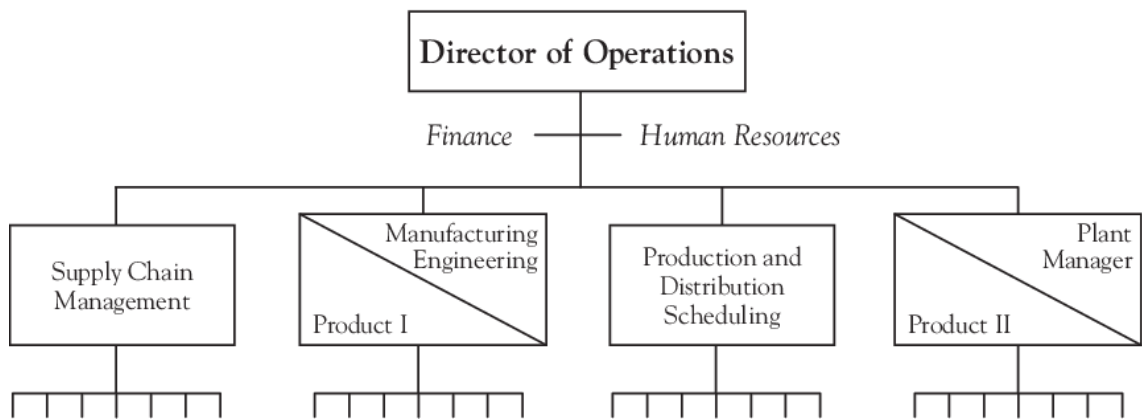 Director of Operations
Finance
Human Resources
Supply Chain
Management
Manufacturing
Engineering
Product I
Production and
Distribution
Scheduling
Plant
Manager
Product II